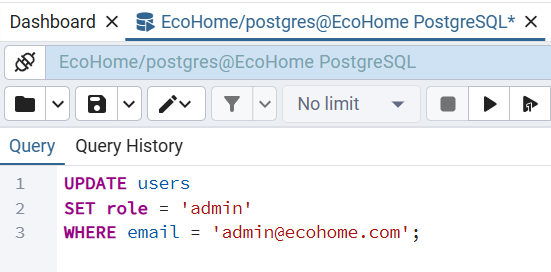 Dashboard × EcoHome/postgres@EcoHome PostgreSQL* ×
EcoHome/postgres@EcoHome PostgreSQL
No limit
Query Query History
1 UPDATE users
2 SET role = 'admin'
3 WHERE email = 'admin@ecohome.com';